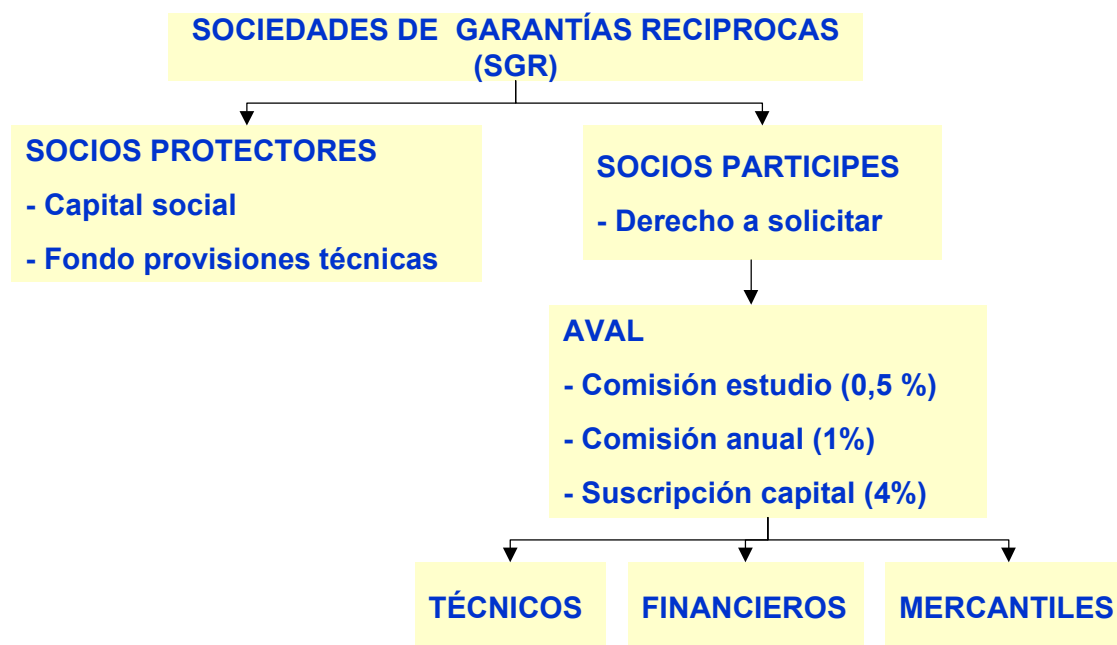 SOCIEDADES DE GARANTÍAS RECIPROCAS
(SGR)
SOCIOS PROTECTORES
- Capital social
- Fondo provisiones técnicas
SOCIOS PARTICIPES
- Derecho a solicitar
AVAL
- Comisión estudio (0,5 %)
- Comisión anual (1%)
- Suscripción capital (4%)
TÉCNICOS
FINANCIEROS
MERCANTILES